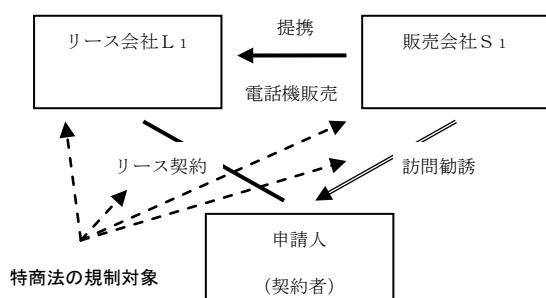 リース会社Ｌ１
提携
販売会社Ｓ１
電話機販売
リース契約
訪問勧誘
申請人
特商法の規制対象
（契約者）